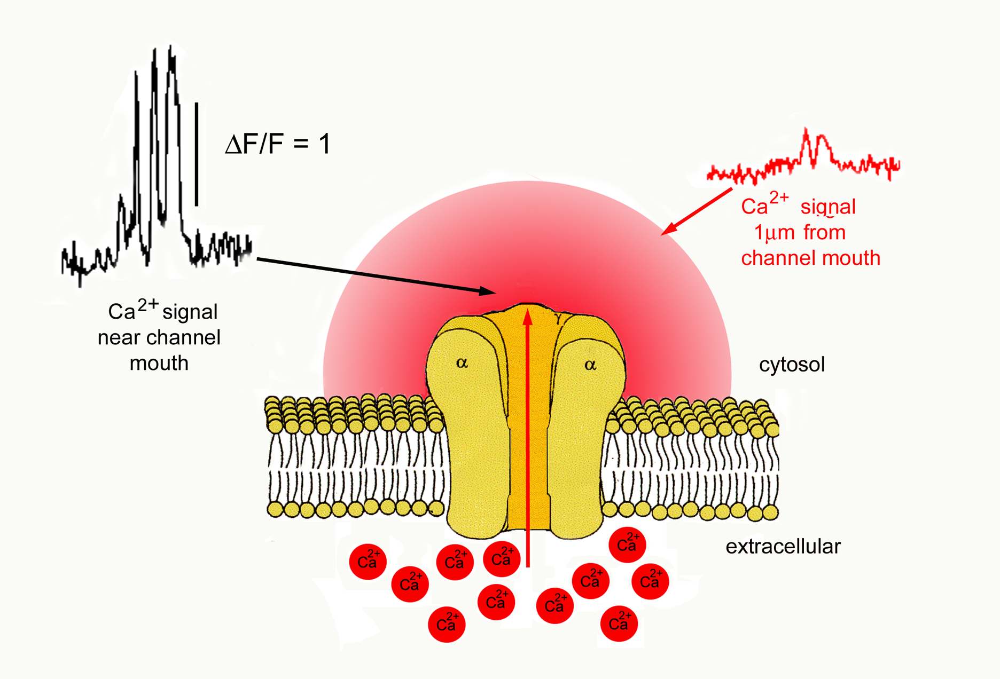 ΔF/F = 1
Ca²⁺ signal
near channel
mouth
Ca²⁺ signal
1μm from
channel mouth
γ
α
α
cytosol
extracellular
Ca²⁺
Ca²⁺
Ca²⁺
Ca²⁺
Ca²⁺
Ca²⁺
Ca²⁺
Ca²⁺
Ca²⁺
Ca²⁺
Ca²⁺